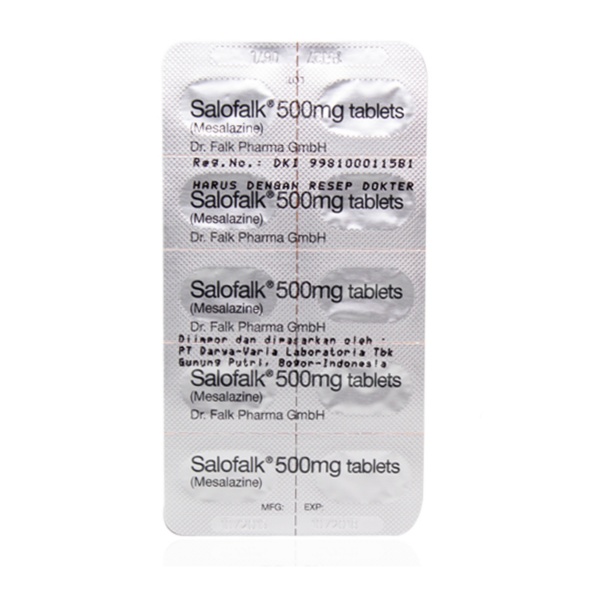 LOT
Salofalk® 500mg tablets
(Mesalazine)
Dr. Falk Pharma GmbH
Reg.No.: DKI 9981000115B1
HARUS DENGAN RESEP DOKTER
Salofalk® 500mg tablets
(Mesalazine)
Dr. Falk Pharma GmbH
Salofalk® 500mg tablets
(Mesalazine)
Dr. Falk Pharma GmbH
Diimpor dan dipasarkan oleh :
PT Darya-Varia Laboratoria Tbk
Gunung Putri, Bogor-Indonesia
Salofalk® 500mg tablets
(Mesalazine)
Dr. Falk Pharma GmbH
Salofalk® 500mg tablets
(Mesalazine)
MFG: EXP: